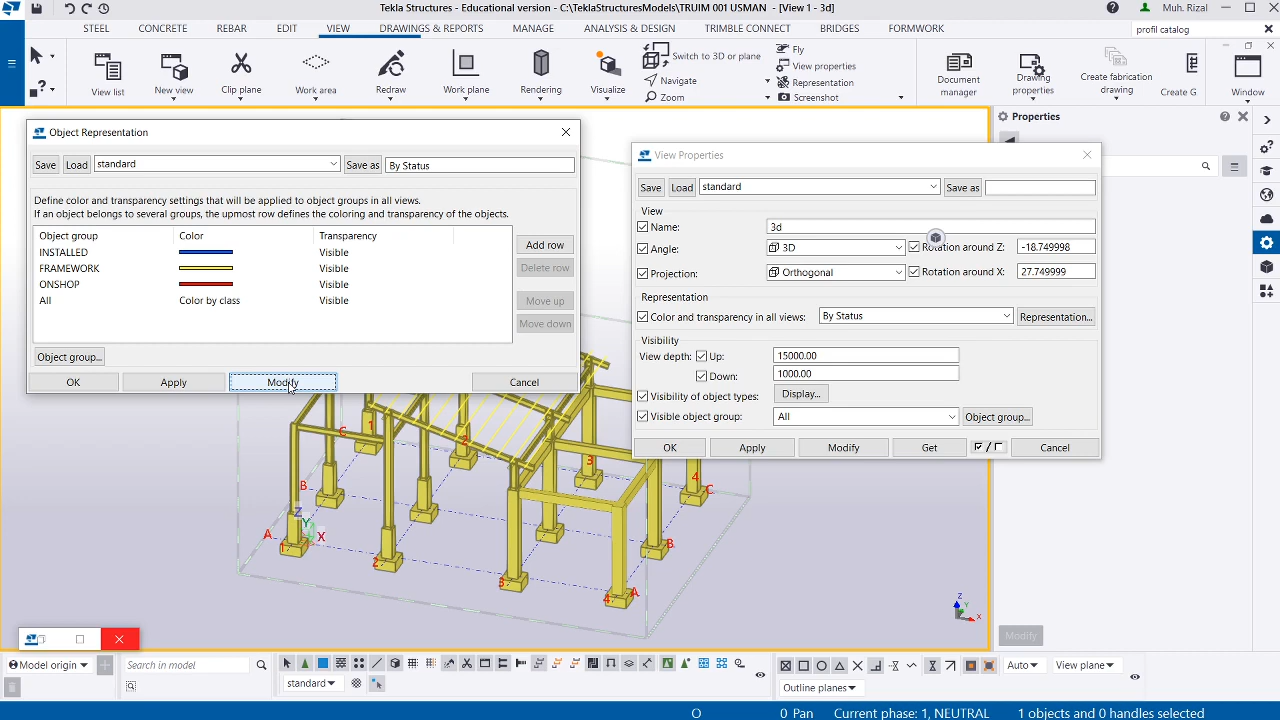 Tekla Structures - Educational version - C:\TeklaStructuresModels\TRUIN0001 USMAN - [View 1 - 3d]
Muh. Rizal
STEEL CONCRETE REBAR EDIT VIEW DRAWINGS & REPORTS MANAGE ANALYSIS & DESIGN TRIMBLE CONNECT BRIDGES FORMWORK profil catalog
View list
New view
Clip plane
Work area
Redraw
Work plane
Rendering
Visualize
Switch to 3D or plane
Navigate
Zoom
Fly
View properties
Representation
Screenshot
Document
manager
Drawing
properties
Create fabrication
drawing
Create G
Window
Properties
Object Representation
Save Load standard Save as By Status
Define color and transparency settings that will be applied to object groups in all views.
If an object belongs to several groups, the upmost row defines the coloring and transparency of the objects.
Object group Color Transparency
INSTALLED Visible
FRAMEWORK Visible
ONSHOP Visible
All Color by class Visible
Add row
Delete row
Move up
Move down
Object group...
OK Apply Modify Cancel
View Properties
Save Load standard Save as
View
Name: 3d
Angle: 3D Rotation around Z: -18.749998
Projection: Orthogonal Rotation around X: 27.749999
Representation
Color and transparency in all views: By Status Representation...
Visibility
View depth: Up: 15000.00
Down: 1000.00
Visibility of object types: Display...
Visible object group: All Object group...
OK Apply Modify Get Cancel
C 1 2 3 4 C
B Z Y X A 1
2 3 4 A B
Z Y X
Modify
Model origin Search in model
standard
Auto View plane
Outline planes
O 0 Pan Current phase: 1, NEUTRAL 1 objects and 0 handles selected